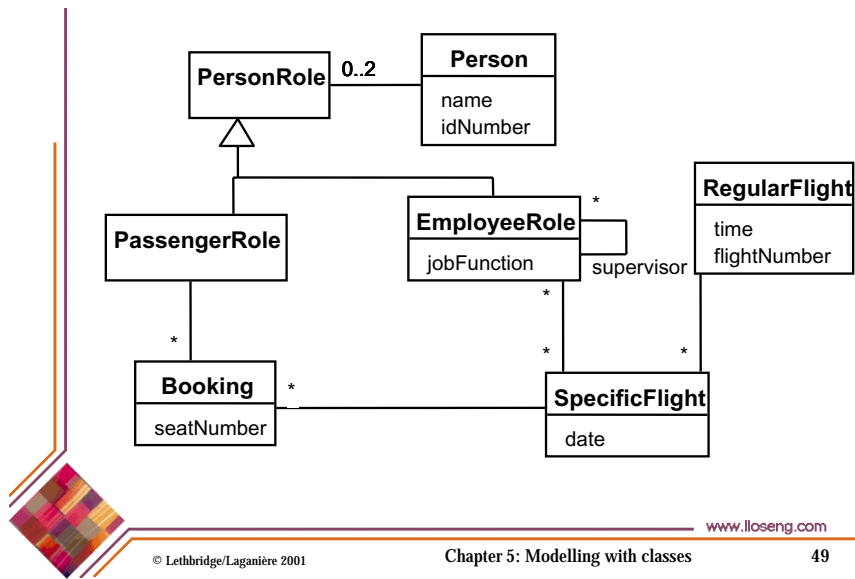 PersonRole
0..2
Person
name
idNumber
PassengerRole
EmployeeRole
jobFunction
*
supervisor
RegularFlight
time
flightNumber
*
*
*
*
Booking
seatNumber
*
SpecificFlight
date
www.lloseng.com
© Lethbridge/Laganière 2001
Chapter 5: Modelling with classes
49